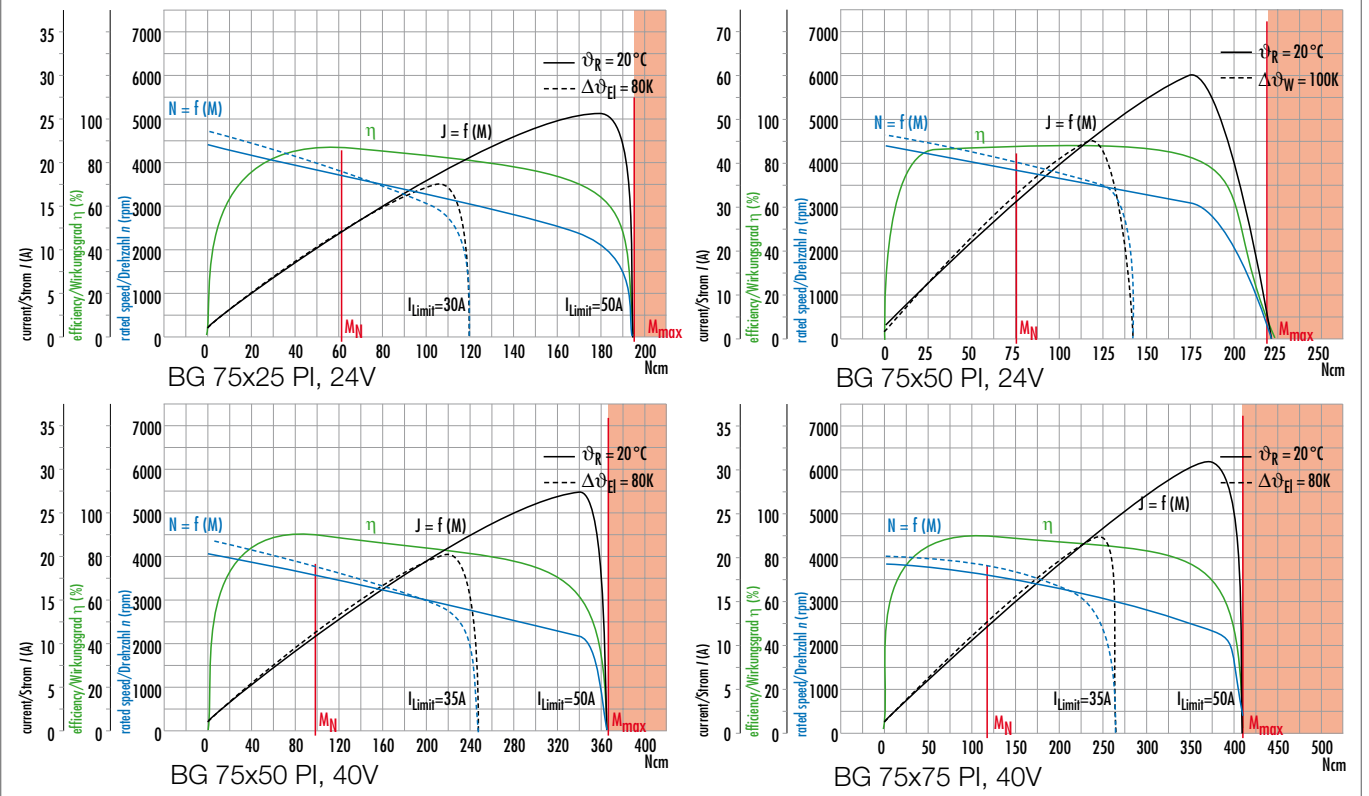 35 7000
30 6000
25 100 5000
20 80 4000
15 60 3000
10 40 2000
5 20 1000
0 0 0
current/Strom I (A)
efficiency/Wirkungsgrad η (%)
rated speed/Drehzahl n (rpm)
ϑR = 20°C
ΔϑEl = 80K
N = f (M)
η
J = f (M)
ILimit=30A
ILimit=50A
MN
Mmax
0 20 40 60 80 100 120 140 160 180 200
Ncm
BG 75x25 PI, 24V
70 7000
60 6000
50 100 5000
40 80 4000
30 60 3000
20 40 2000
10 20 1000
0 0 0
current/Strom I (A)
efficiency/Wirkungsgrad η (%)
rated speed/Drehzahl n (rpm)
ϑR = 20°C
ΔϑW = 100K
N = f (M)
η
J = f (M)
MN
Mmax
0 25 50 75 100 125 150 175 200 225 250
Ncm
BG 75x50 PI, 24V
35 7000
30 6000
25 100 5000
20 80 4000
15 60 3000
10 40 2000
5 20 1000
0 0 0
current/Strom I (A)
efficiency/Wirkungsgrad η (%)
rated speed/Drehzahl n (rpm)
ϑR = 20°C
ΔϑEl = 80K
N = f (M)
η
J = f (M)
ILimit=35A
ILimit=50A
MN
Mmax
0 40 80 120 160 200 240 280 320 360 400
Ncm
BG 75x50 PI, 40V
35 7000
30 6000
25 100 5000
20 80 4000
15 60 3000
10 40 2000
5 20 1000
0 0 0
current/Strom I (A)
efficiency/Wirkungsgrad η (%)
rated speed/Drehzahl n (rpm)
ϑR = 20°C
ΔϑEl = 80K
J = f (M)
N = f (M)
η
ILimit=35A
ILimit=50A
MN
Mmax
0 50 100 150 200 250 300 350 400 450 500
Ncm
BG 75x75 PI, 40V